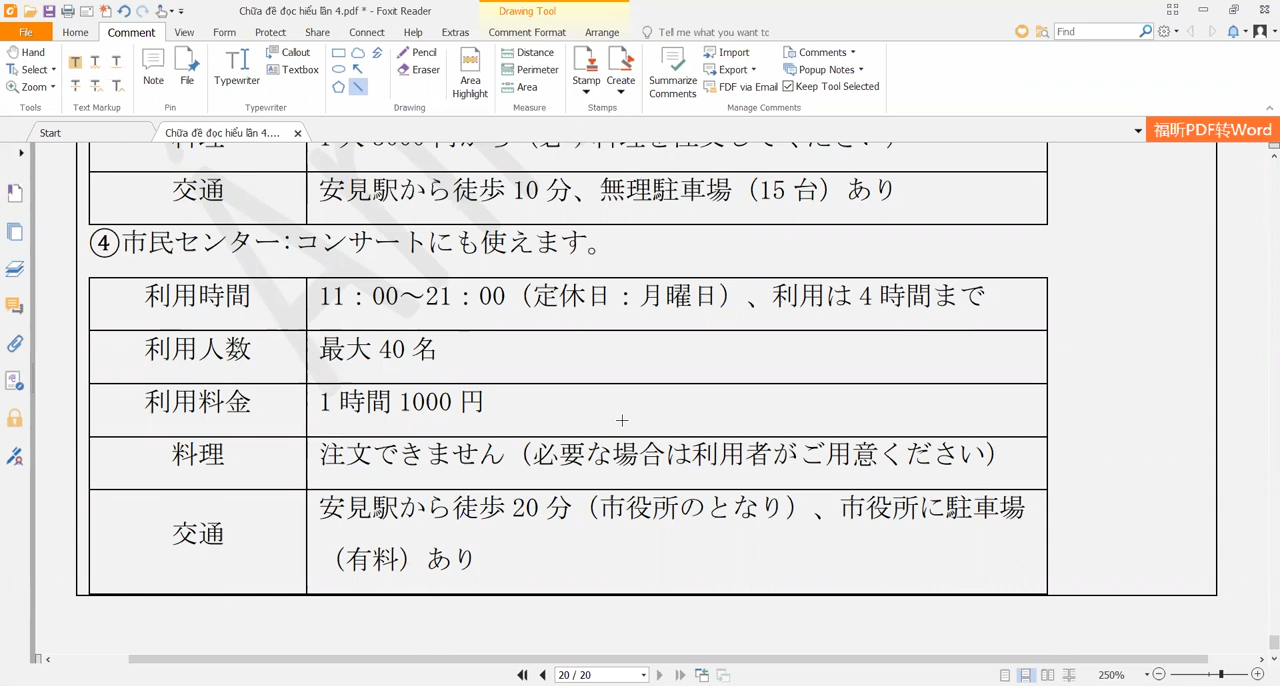 Chữa đề đọc hiểu lần 4.pdf * - Foxit Reader
Drawing Tool
File Home Comment View Form Protect Share Connect Help Extras Comment Format Arrange Tell me what you want tc Find
Hand
Select
Zoom
Tools
Text Markup
Note
File
Pin
Typewriter
Callout
Textbox
Typewriter
Pencil
Eraser
Drawing
Area Highlight
Distance
Perimeter
Area
Measure
Stamp
Create
Stamps
Summarize Comments
Import
Export
FDF via Email
Comments
Popup Notes
Keep Tool Selected
Manage Comments
Start
Chữa đề đọc hiểu lần 4....
福昕PDF转Word
交通 安見駅から徒歩 10 分、無理駐車場（15 台）あり
④市民センター:コンサートにも使えます。
利用時間 11：00～21：00（定休日：月曜日）、利用は 4 時間まで
利用人数 最大 40 名
利用料金 1 時間 1000 円
料理 注文できません（必要な場合は利用者がご用意ください）
交通 安見駅から徒歩 20 分（市役所のとなり）、市役所に駐車場
（有料）あり
20 / 20
250%